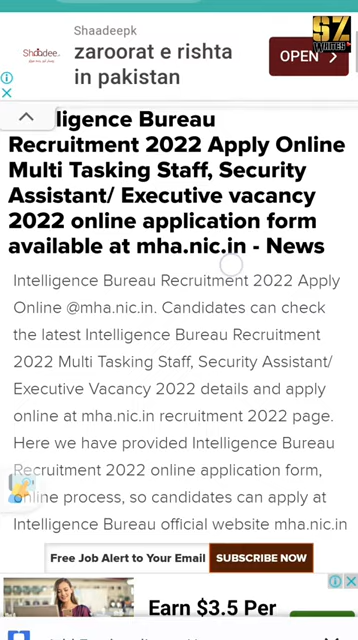 Shaadeepk
zaroorat e rishta
in pakistan
Shadee.
OPEN
SZ
WRITES
lligence Bureau
Recruitment 2022 Apply Online
Multi Tasking Staff, Security
Assistant/ Executive vacancy
2022 online application form
available at mha.nic.in - News
Intelligence Bureau Recruitment 2022 Apply
Online @mha.nic.in. Candidates can check
the latest Intelligence Bureau Recruitment
2022 Multi Tasking Staff, Security Assistant/
Executive Vacancy 2022 details and apply
online at mha.nic.in recruitment 2022 page.
Here we have provided Intelligence Bureau
Recruitment 2022 online application form,
online process, so candidates can apply at
Intelligence Bureau official website mha.nic.in
Free Job Alert to Your Email SUBSCRIBE NOW
Earn $3.5 Per